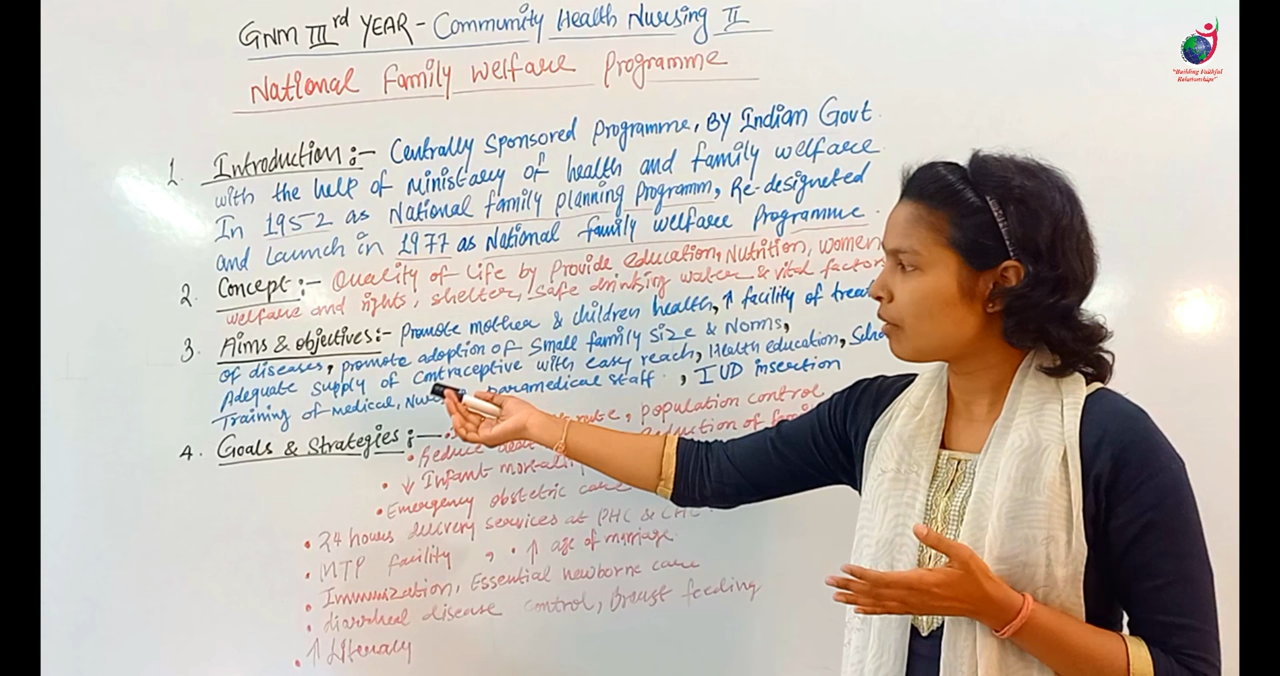 GNM IIIrd YEAR - Community Health Nursing II
National Family Welfare Programme
"Building Faithful
Relationships"
1. Introduction :- Centrally Sponsored Programme, BY Indian Govt.
with the help of Ministary of health and family welfare
In 1952 as National family planning Programm, Re-designeted
and Launch in 1977 as National family welfare Programme.
2. Concept :- Quality of Life by Provide education, Nutrition, women
welfare and rights, shelter, safe drinking water & vital factor
3. Aims & objectives :- Promote mother & children health, ↑ facility of
of diseases, promote adoption of Small family size & Norms,
Adequate Supply of contraceptive with easy reach, Health education,
Training of medical, paramedical staff, IUD insertion
4. Goals & Strategies :- , population control
• Reduce
• ↓ Infant
• Emergency obstetric care
• 24 hours delivery services at PHC & CHC.
• MTP facility, • ↑ age of marriage.
• Immunization, Essential newborne care
• diarrheal disease control, Breast feeding
• ↑ Literacy